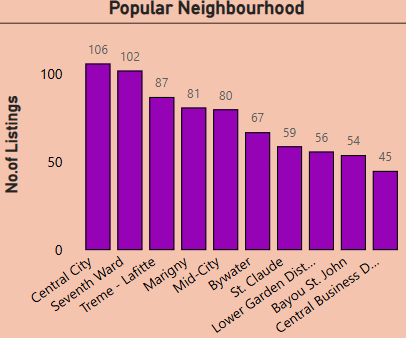 Popular Neighbourhood
No.of Listings
100
50
0
106
102
87
81
80
67
59
56
54
45
Central City
Seventh Ward
Treme - Lafitte
Marigny
Mid-City
Bywater
St. Claude
Lower Garden Dist...
Bayou St. John
Central Business D...